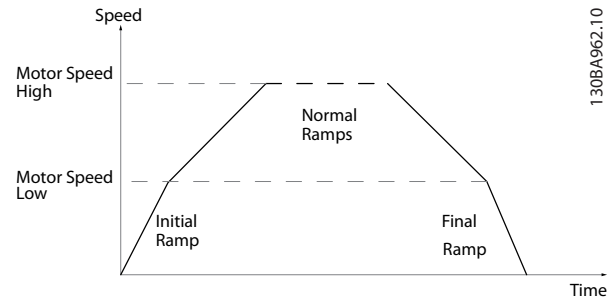 Speed
130BA962.10
Motor Speed
High
Normal
Ramps
Motor Speed
Low
Initial
Ramp
Final
Ramp
Time